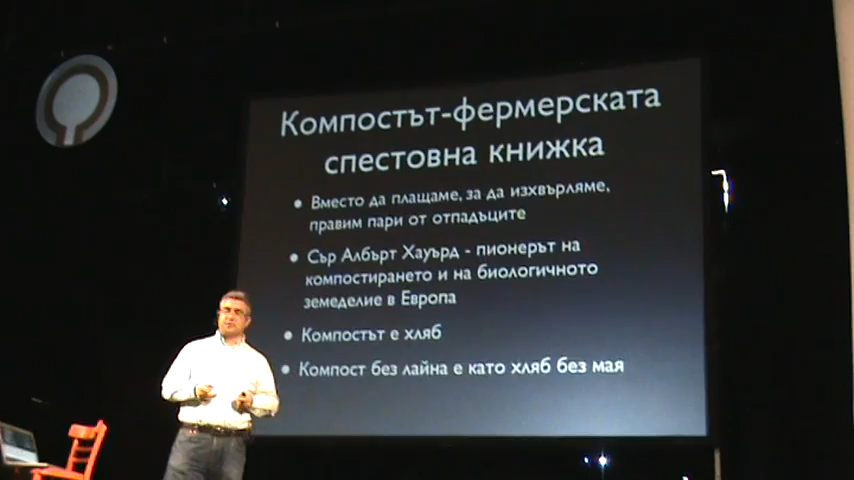 Компостът-фермерската
спестовна книжка
• Вместо да плащаме, за да изхвърляме,
правим пари от отпадъците
• Сър Албърт Хауърд - пионерът на
компостирането и на биологичното
земеделие в Европа
• Компостът е хляб
• Компост без лайна е като хляб без мая